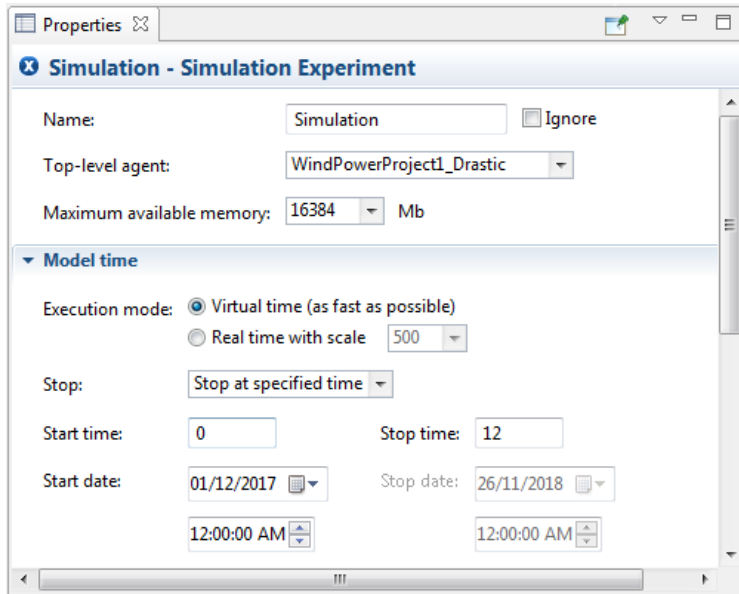 Properties
Simulation - Simulation Experiment
Name: Simulation Ignore
Top-level agent: WindPowerProject1_Drastic
Maximum available memory: 16384 Mb
Model time
Execution mode: Virtual time (as fast as possible)
Real time with scale 500
Stop: Stop at specified time
Start time: 0 Stop time: 12
Start date: 01/12/2017 Stop date: 26/11/2018
12:00:00 AM 12:00:00 AM